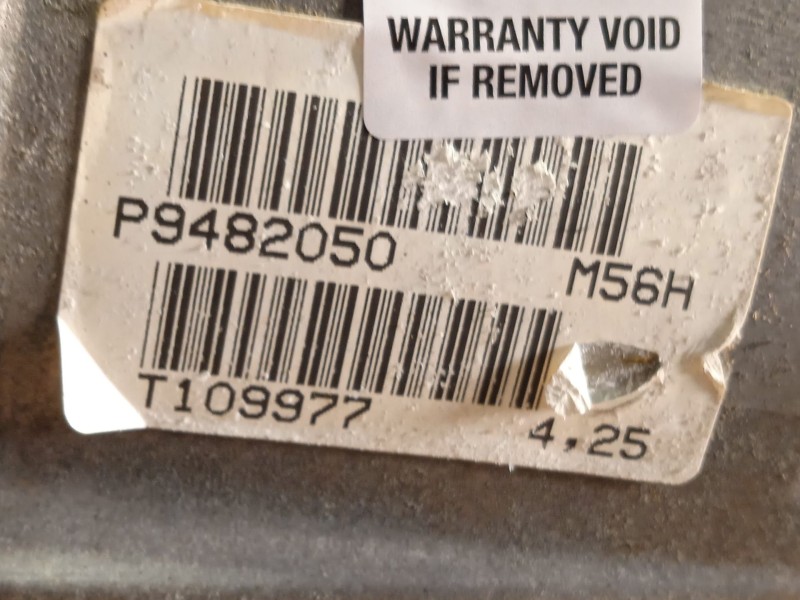 WARRANTY VOID
IF REMOVED
P9482050
M56H
T109977
4,25